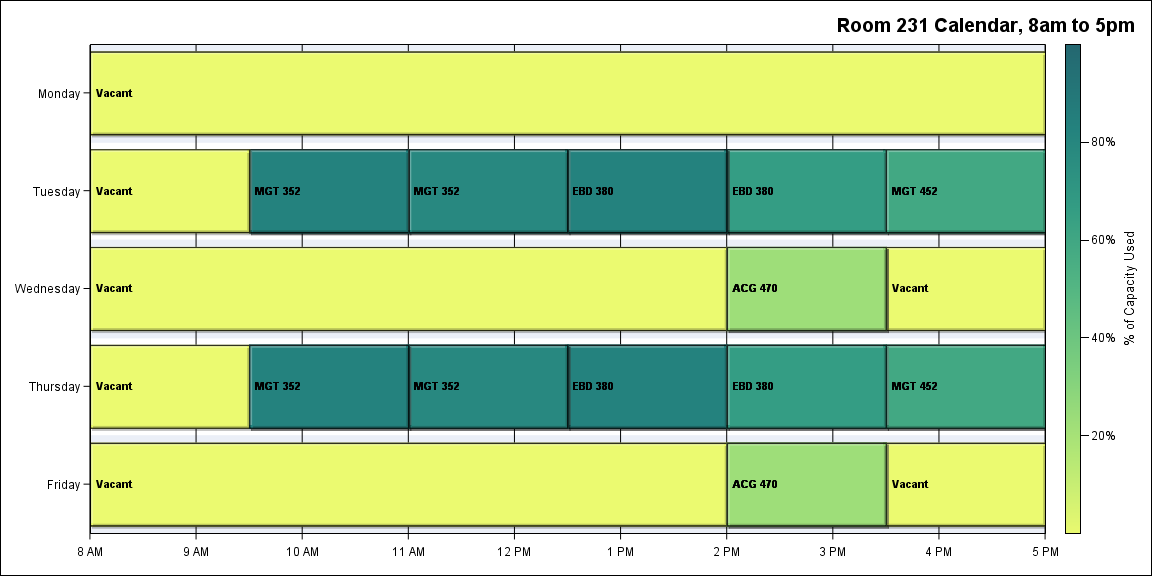 Room 231 Calendar, 8am to 5pm
Monday
Vacant
Tuesday
Vacant
MGT 352
MGT 352
EBD 380
EBD 380
MGT 452
Wednesday
Vacant
ACG 470
Vacant
Thursday
Vacant
MGT 352
MGT 352
EBD 380
EBD 380
MGT 452
Friday
Vacant
ACG 470
Vacant
8 AM
9 AM
10 AM
11 AM
12 PM
1 PM
2 PM
3 PM
4 PM
5 PM
80%
60%
40%
20%
% of Capacity Used